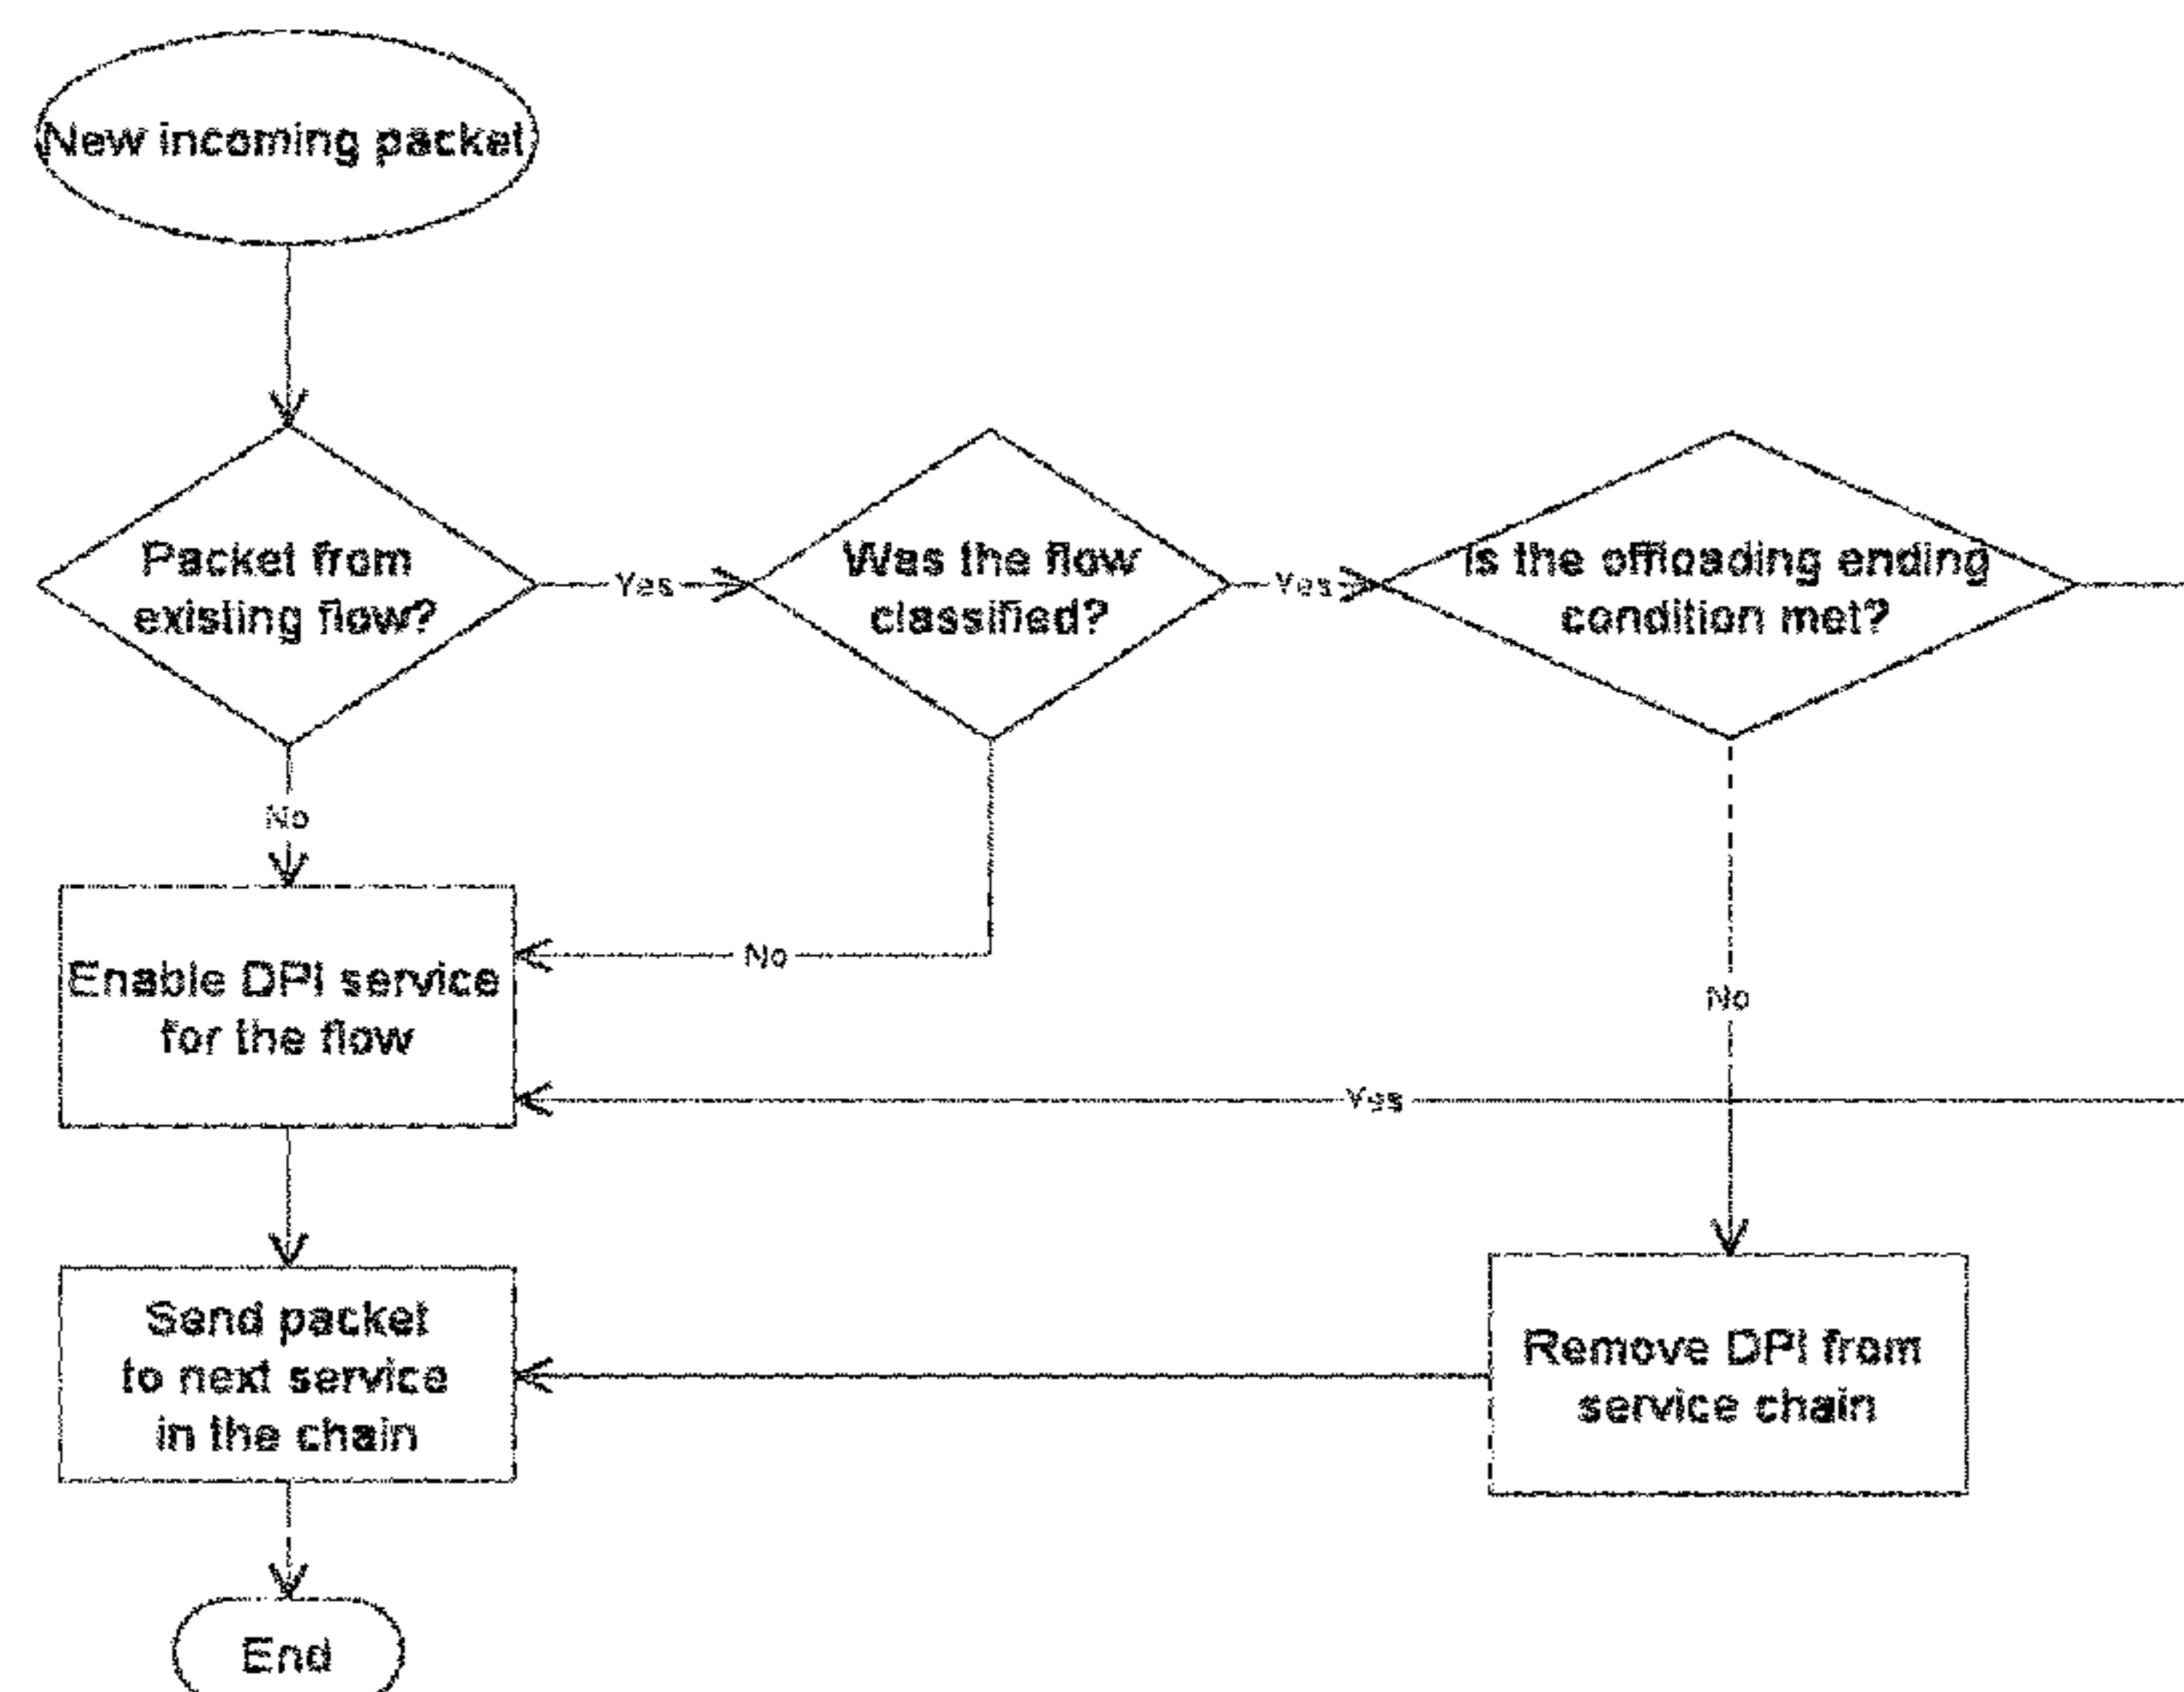 New incoming packet
Packet from
existing flow?
Yes
Was the flow
classified?
Yes
Is the offloading ending
condition met?
No
No
No
Enable DPI service
for the flow
Yes
Send packet
to next service
in the chain
Remove DPI from
service chain
End